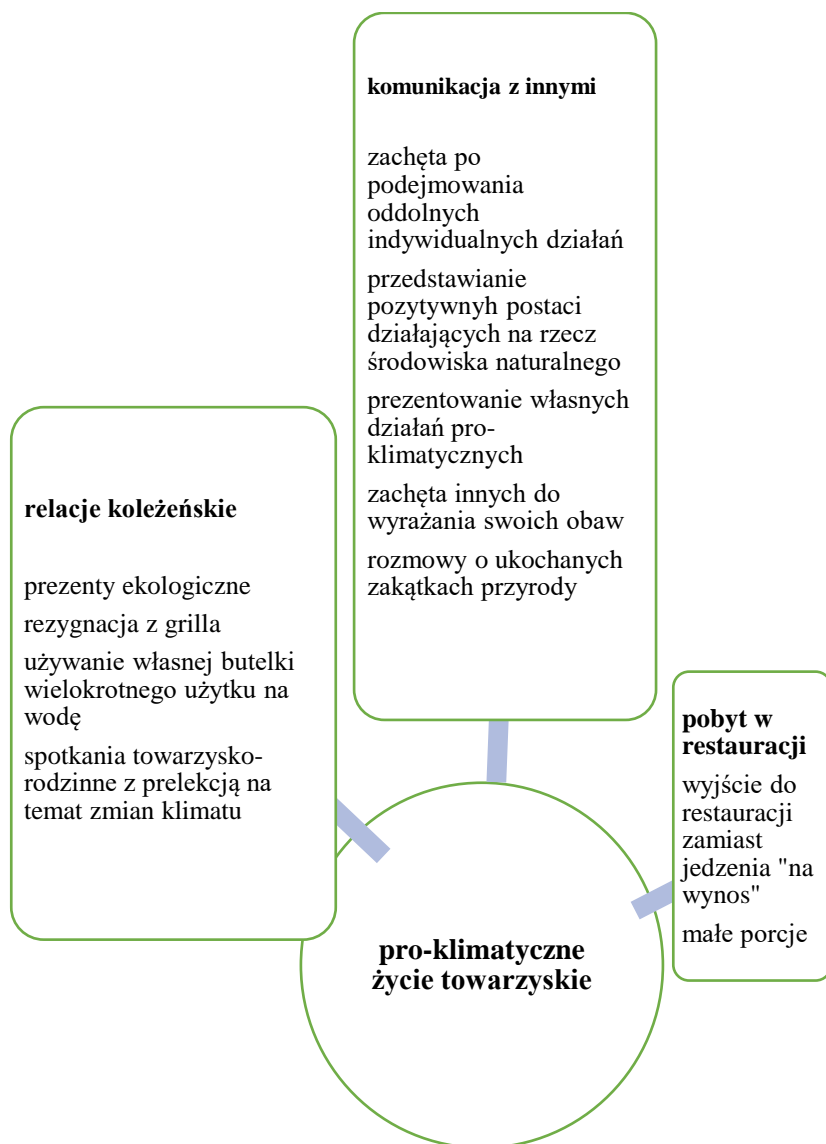 komunikacja z innymi
zachęta po
podejmowania
oddolnych
indywidualnych działań
przedstawianie
pozytywnyh postaci
działających na rzecz
środowiska naturalnego
prezentowanie własnych
działań pro-
klimatycznych
zachęta innych do
wyrażania swoich obaw
rozmowy o ukochanych
zakątkach przyrody
relacje koleżeńskie
prezenty ekologiczne
rezygnacja z grilla
używanie własnej butelki
wielokrotnego użytku na
wodę
spotkania towarzysko-
rodzinne z prelekcją na
temat zmian klimatu
pobyt w
restauracji
wyjście do
restauracji
zamiast
jedzenia "na
wynos"
małe porcje
pro-klimatyczne
życie towarzyskie